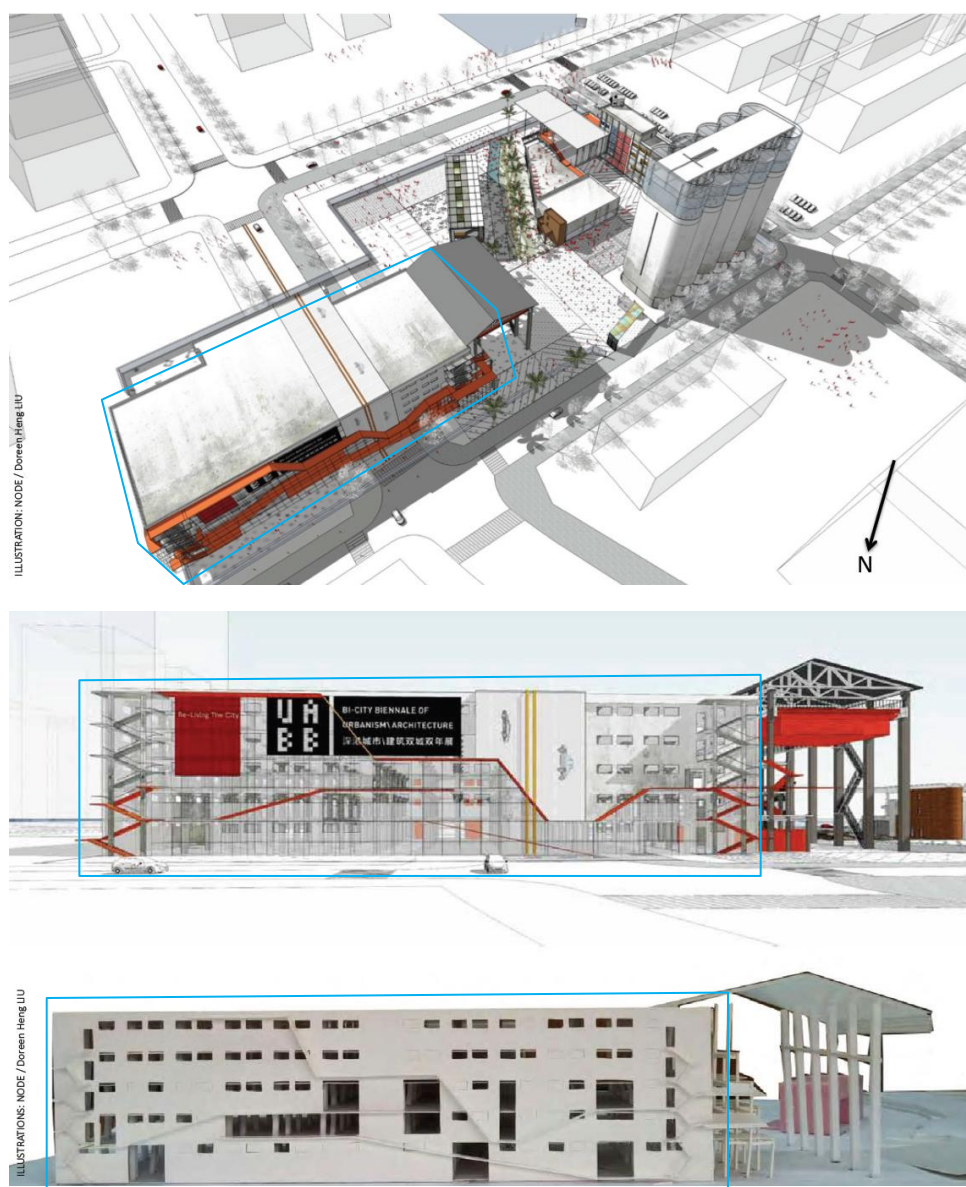 ILLUSTRATION: NODE / Doreen Heng LIU
N
Re-Living The City
UA
BB
BI-CITY BIENNALE OF
URBANISM\ARCHITECTURE
深港城市\建筑双城双年展
ILLUSTRATIONS: NODE / Doreen Heng LIU